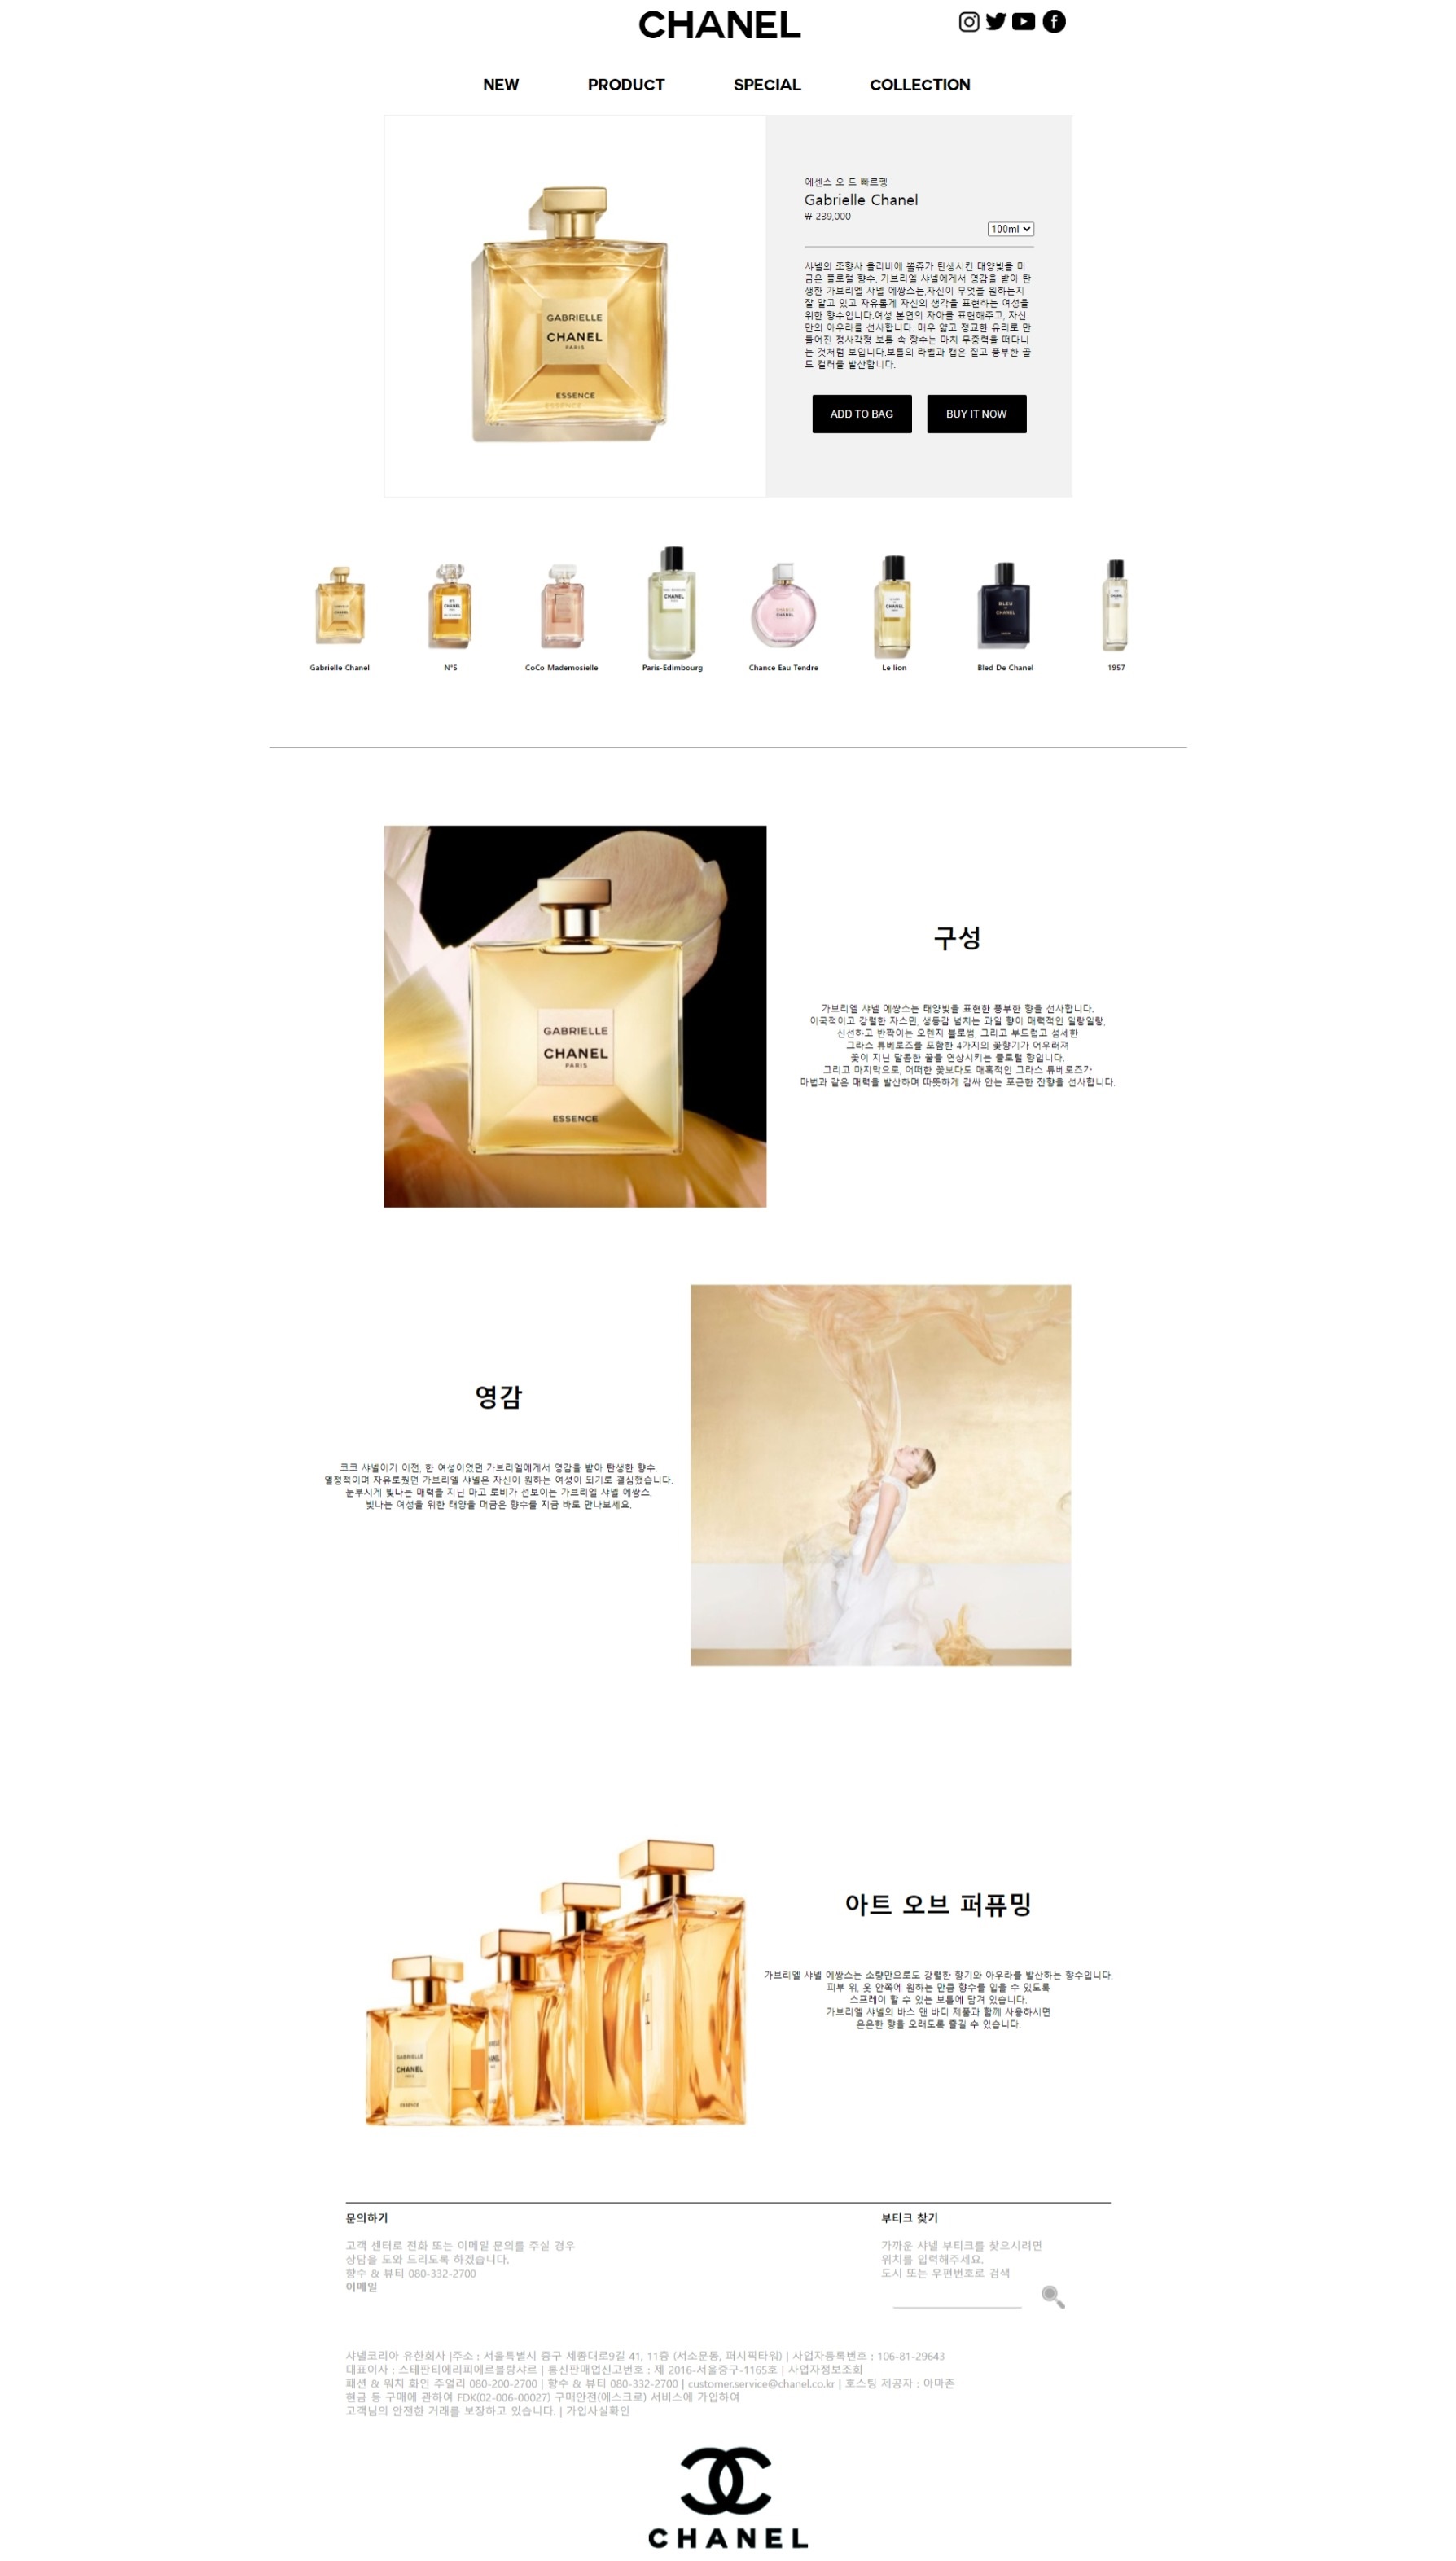 CHANEL
NEW
PRODUCT
SPECIAL
COLLECTION
GABRIELLE
CHANEL
PARIS
ESSENCE
에센스 오 드 빠르펭
Gabrielle Chanel
₩ 239,000
100ml
샤넬의 조향사 올리비에 뽈쥬가 탄생시킨 태양빛을 머
금은 플로럴 향수. 가브리엘 샤넬에게서 영감을 받아 탄
생한 가브리엘 샤넬 에쌍스는,자신이 무엇을 원하는지
잘 알고 있고 자유롭게 자신의 생각을 표현하는 여성을
위한 향수입니다.여성 본연의 자아를 표현해주고, 자신
만의 아우라를 선사합니다. 매우 얇고 정교한 유리로 만
들어진 정사각형 보틀 속 향수는 마치 무중력을 떠다니
는 것처럼 보입니다.보틀의 라벨과 캡은 짙고 풍부한 골
드 컬러를 발산합니다.
ADD TO BAG
BUY IT NOW
Gabrielle Chanel
N°5
CoCo Mademosielle
Paris-Edimbourg
Chance Eau Tendre
Le lion
Bled De Chanel
1957
GABRIELLE
CHANEL
PARIS
ESSENCE
구성
가브리엘 샤넬 에쌍스는 태양빛을 표현한 풍부한 향을 선사합니다.
이국적이고 강렬한 자스민, 생동감 넘치는 과일 향이 매력적인 일랑일랑,
신선하고 반짝이는 오렌지 블로썸, 그리고 부드럽고 섬세한
그라스 튜베로즈를 포함한 4가지의 꽃향기가 어우러져
꽃이 지닌 달콤한 꿀을 연상시키는 플로럴 향입니다.
그리고 마지막으로, 어떠한 꽃보다도 매혹적인 그라스 튜베로즈가
마법과 같은 매력을 발산하며 따뜻하게 감싸 안는 포근한 잔향을 선사합니다.
영감
코코 샤넬이기 이전, 한 여성이었던 가브리엘에게서 영감을 받아 탄생한 향수.
열정적이며 자유로웠던 가브리엘 샤넬은 자신이 원하는 여성이 되기로 결심했습니다.
눈부시게 빛나는 매력을 지닌 마고 로비가 선보이는 가브리엘 샤넬 에쌍스.
빛나는 여성을 위한 태양을 머금은 향수를 지금 바로 만나보세요.
GABRIELLE
CHANEL
ESSENCE
아트 오브 퍼퓨밍
가브리엘 샤넬 에쌍스는 소량만으로도 강렬한 향기와 아우라를 발산하는 향수입니다.
피부 위, 옷 안쪽에 원하는 만큼 향수를 입을 수 있도록
스프레이 할 수 있는 보틀에 담겨 있습니다.
가브리엘 샤넬의 바스 앤 바디 제품과 함께 사용하시면
은은한 향을 오래도록 즐길 수 있습니다.
문의하기
고객 센터로 전화 또는 이메일 문의를 주실 경우
상담을 도와 드리도록 하겠습니다.
향수 & 뷰티 080-332-2700
이메일
부티크 찾기
가까운 샤넬 부티크를 찾으시려면
위치를 입력해주세요.
도시 또는 우편번호로 검색
샤넬코리아 유한회사 |주소 : 서울특별시 중구 세종대로9길 41, 11층 (서소문동, 퍼시픽타워) | 사업자등록번호 : 106-81-29643
대표이사 : 스테판티에리피에르블랑샤르 | 통신판매업신고번호 : 제 2016-서울중구-1165호 | 사업자정보조회
패션 & 워치 화인 주얼리 080-200-2700 | 향수 & 뷰티 080-332-2700 | customer.service@chanel.co.kr | 호스팅 제공자 : 아마존
현금 등 구매에 관하여 FDK(02-006-00027) 구매안전(에스크로) 서비스에 가입하여
고객님의 안전한 거래를 보장하고 있습니다. | 가입사실확인
CHANEL